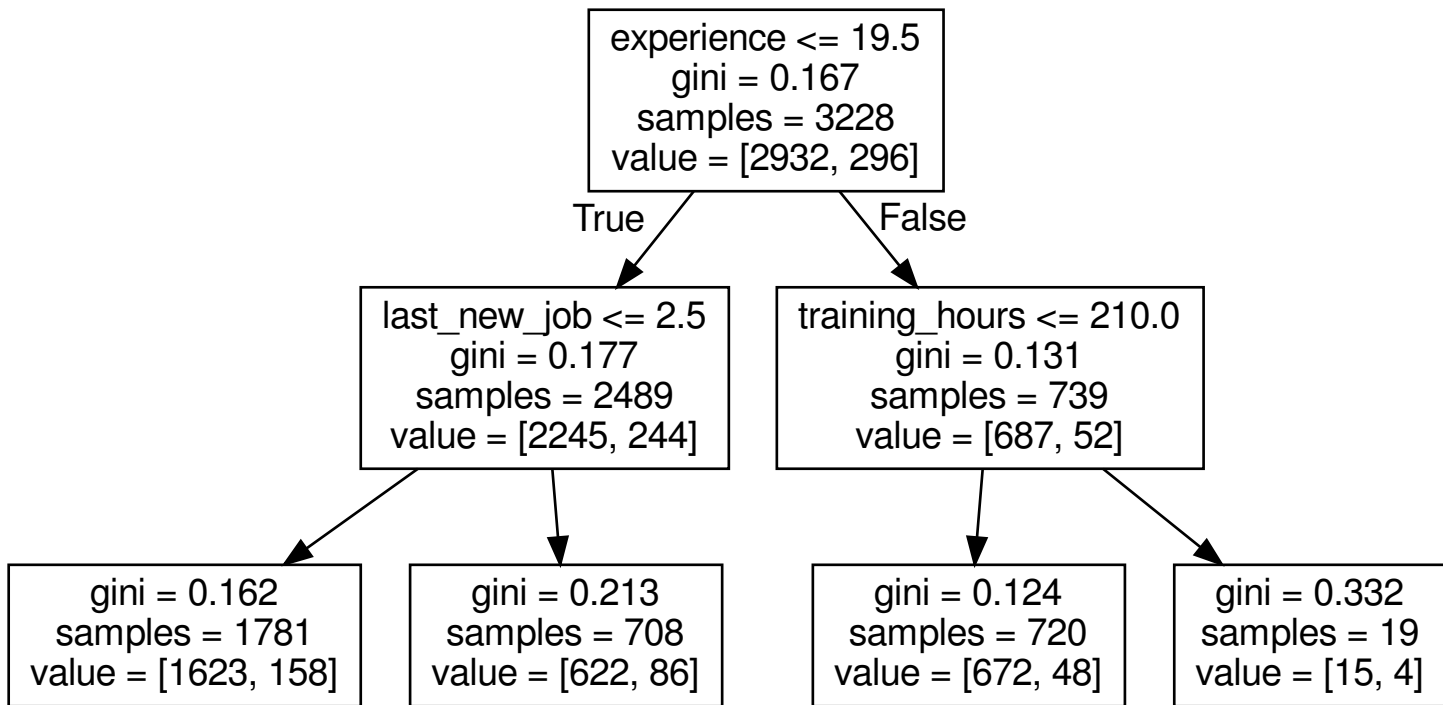 experience <= 19.5
gini = 0.167
samples = 3228
value = [2932, 296]
True
False
last_new_job <= 2.5
gini = 0.177
samples = 2489
value = [2245, 244]
training_hours <= 210.0
gini = 0.131
samples = 739
value = [687, 52]
gini = 0.162
samples = 1781
value = [1623, 158]
gini = 0.213
samples = 708
value = [622, 86]
gini = 0.124
samples = 720
value = [672, 48]
gini = 0.332
samples = 19
value = [15, 4]